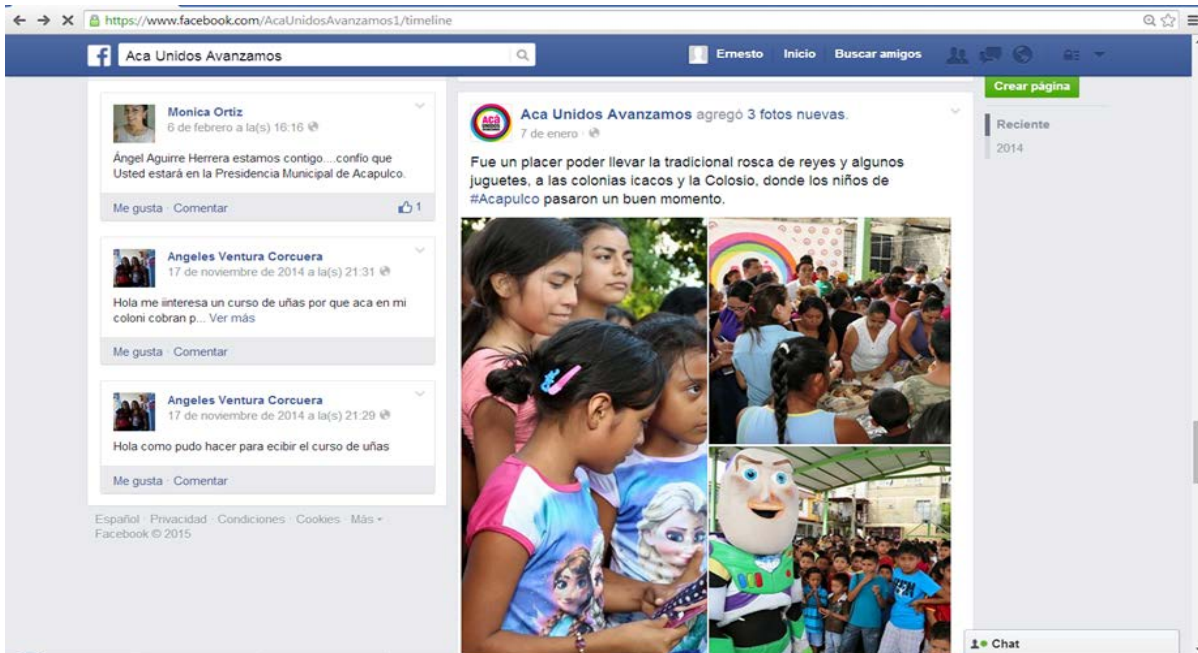 https://www.facebook.com/AcaUnidosAvanzamos1/timeline
f
Aca Unidos Avanzamos
Ernesto
Inicio
Buscar amigos
Monica Ortiz
6 de febrero a la(s) 16:16
Ángel Aguirre Herrera estamos contigo....confío que
Usted estará en la Presidencia Municipal de Acapulco.
Me gusta · Comentar
1
Angeles Ventura Corcuera
17 de noviembre de 2014 a la(s) 21:31
Hola me iinteresa un curso de uñas por que aca en mi
coloni cobran p... Ver más
Me gusta · Comentar
Angeles Ventura Corcuera
17 de noviembre de 2014 a la(s) 21:29
Hola como pudo hacer para ecibir el curso de uñas
Me gusta · Comentar
Español · Privacidad · Condiciones · Cookies · Más
Facebook © 2015
Acá
Aca Unidos Avanzamos agregó 3 fotos nuevas.
7 de enero
Fue un placer poder llevar la tradicional rosca de reyes y algunos
juguetes, a las colonias icacos y la Colosio, donde los niños de
#Acapulco pasaron un buen momento.
Crear página
Reciente
2014
Chat